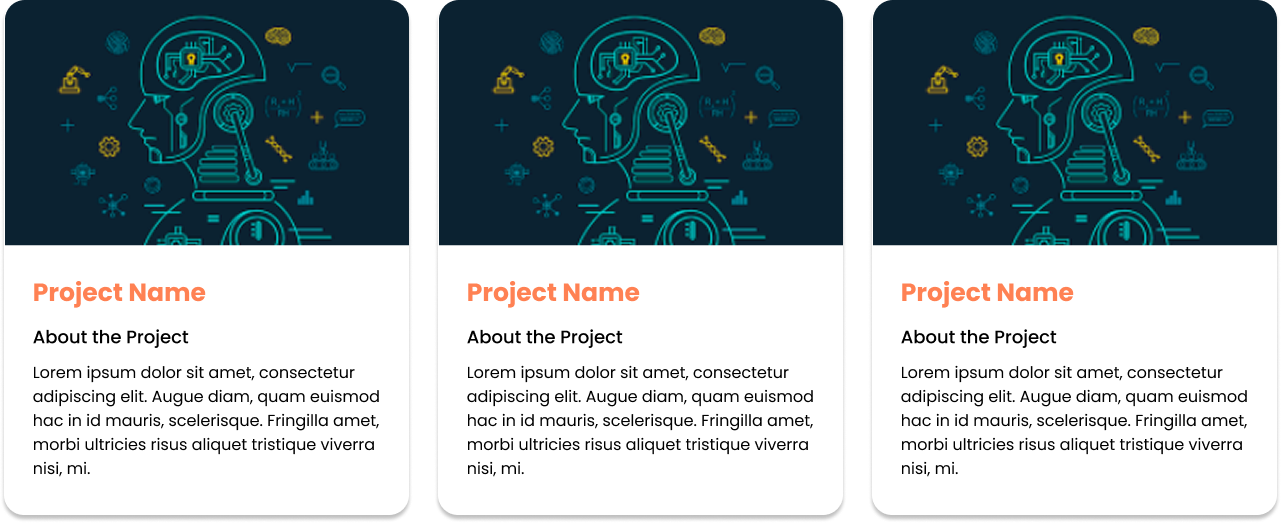 Project Name
About the Project
Lorem ipsum dolor sit amet, consectetur
adipiscing elit. Augue diam, quam euismod
hac in id mauris, scelerisque. Fringilla amet,
morbi ultricies risus aliquet tristique viverra
nisi, mi.
Project Name
About the Project
Lorem ipsum dolor sit amet, consectetur
adipiscing elit. Augue diam, quam euismod
hac in id mauris, scelerisque. Fringilla amet,
morbi ultricies risus aliquet tristique viverra
nisi, mi.
Project Name
About the Project
Lorem ipsum dolor sit amet, consectetur
adipiscing elit. Augue diam, quam euismod
hac in id mauris, scelerisque. Fringilla amet,
morbi ultricies risus aliquet tristique viverra
nisi, mi.